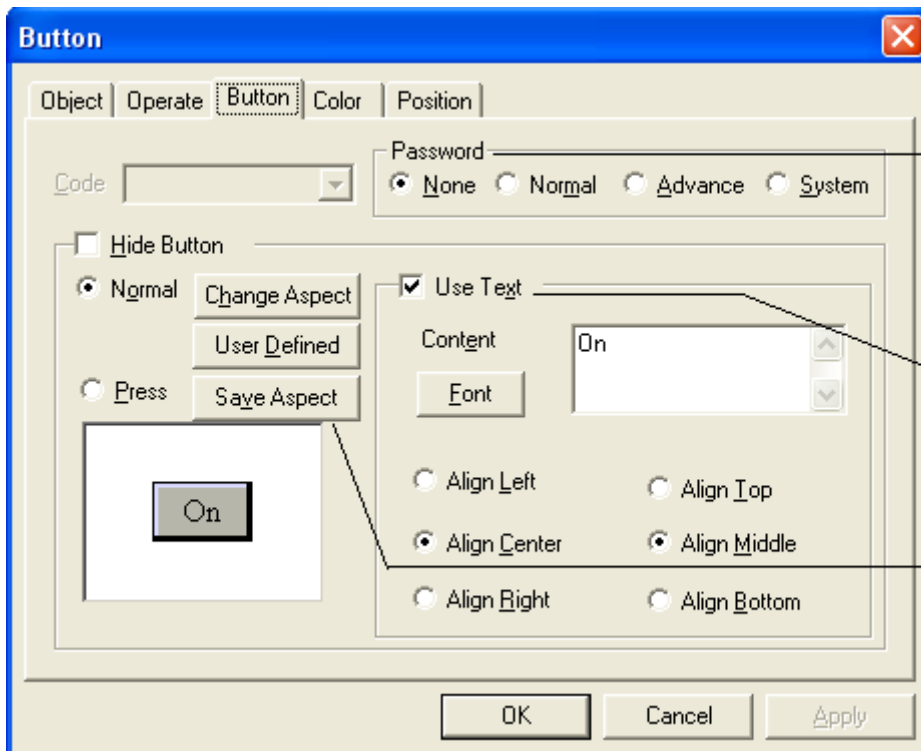 Button
Object Operate Button Color Position
Password
Code None Normal Advance System
Hide Button
Normal Change Aspect Use Text
User Defined Content On
Press Save Aspect Font
Align Left Align Top
On
Align Center Align Middle
Align Right Align Bottom
OK Cancel Apply